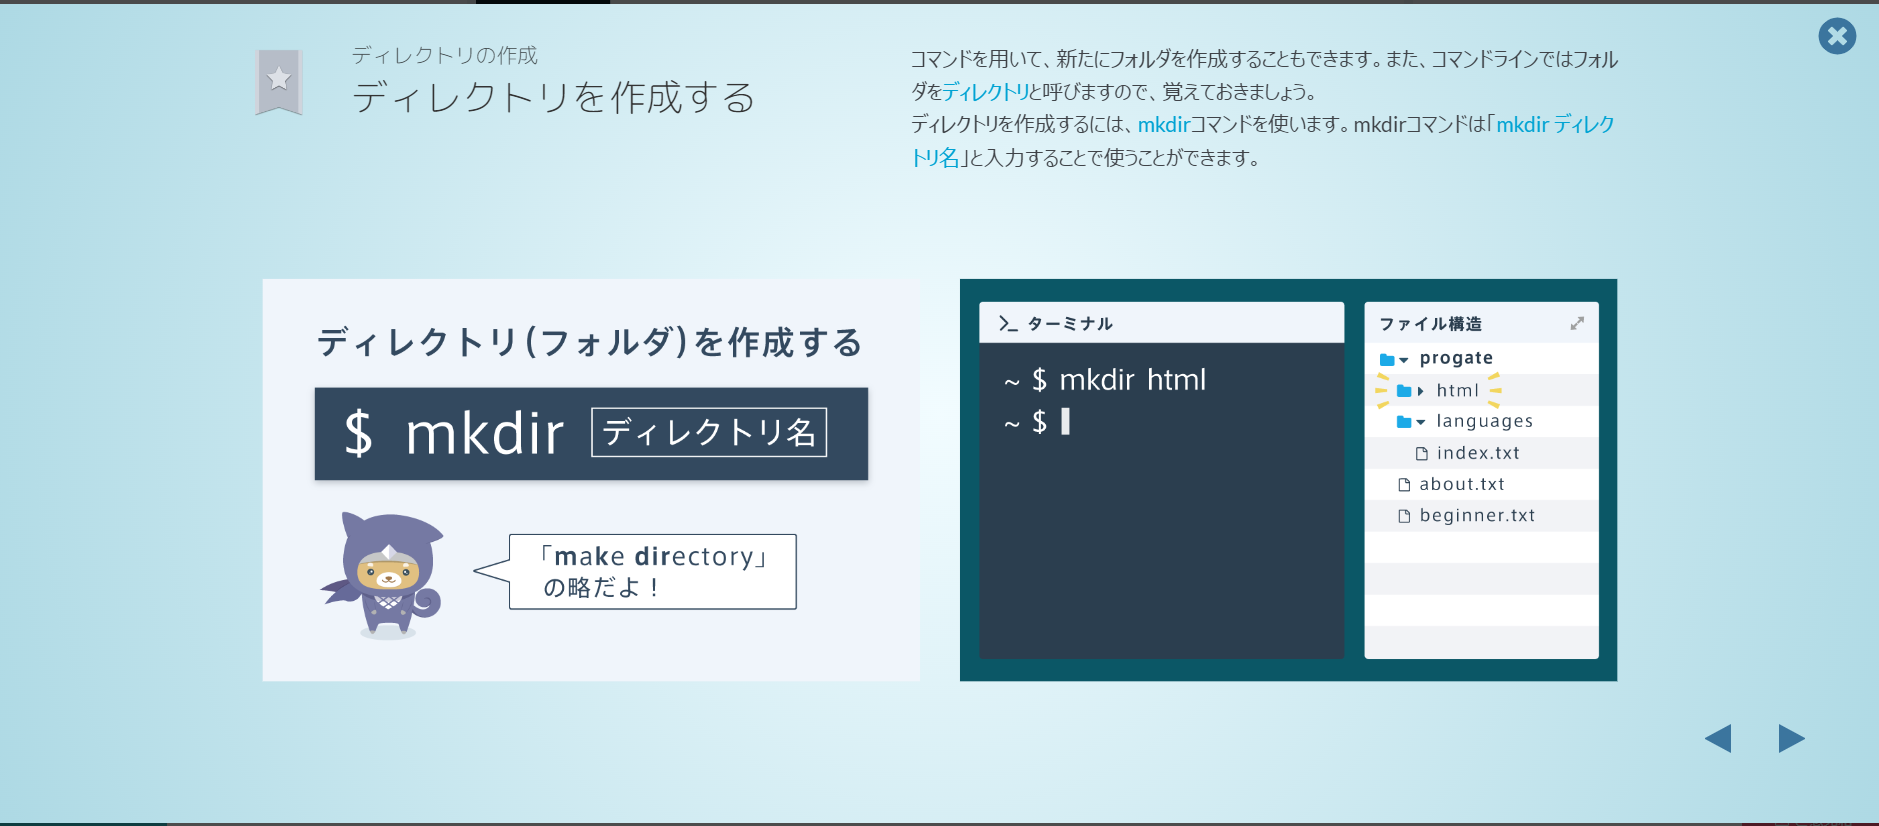 ディレクトリの作成
ディレクトリを作成する
コマンドを用いて、新たにフォルダを作成することもできます。また、コマンドラインではフォル
ダをディレクトリと呼びますので、覚えておきましょう。
ディレクトリを作成するには、mkdirコマンドを使います。mkdirコマンドは「mkdir ディレク
トリ名」と入力することで使うことができます。
ディレクトリ(フォルダ)を作成する
$ mkdir ディレクトリ名
「make directory」
の略だよ！
ターミナル
~ $ mkdir html
~ $
ファイル構造
progate
html
languages
index.txt
about.txt
beginner.txt